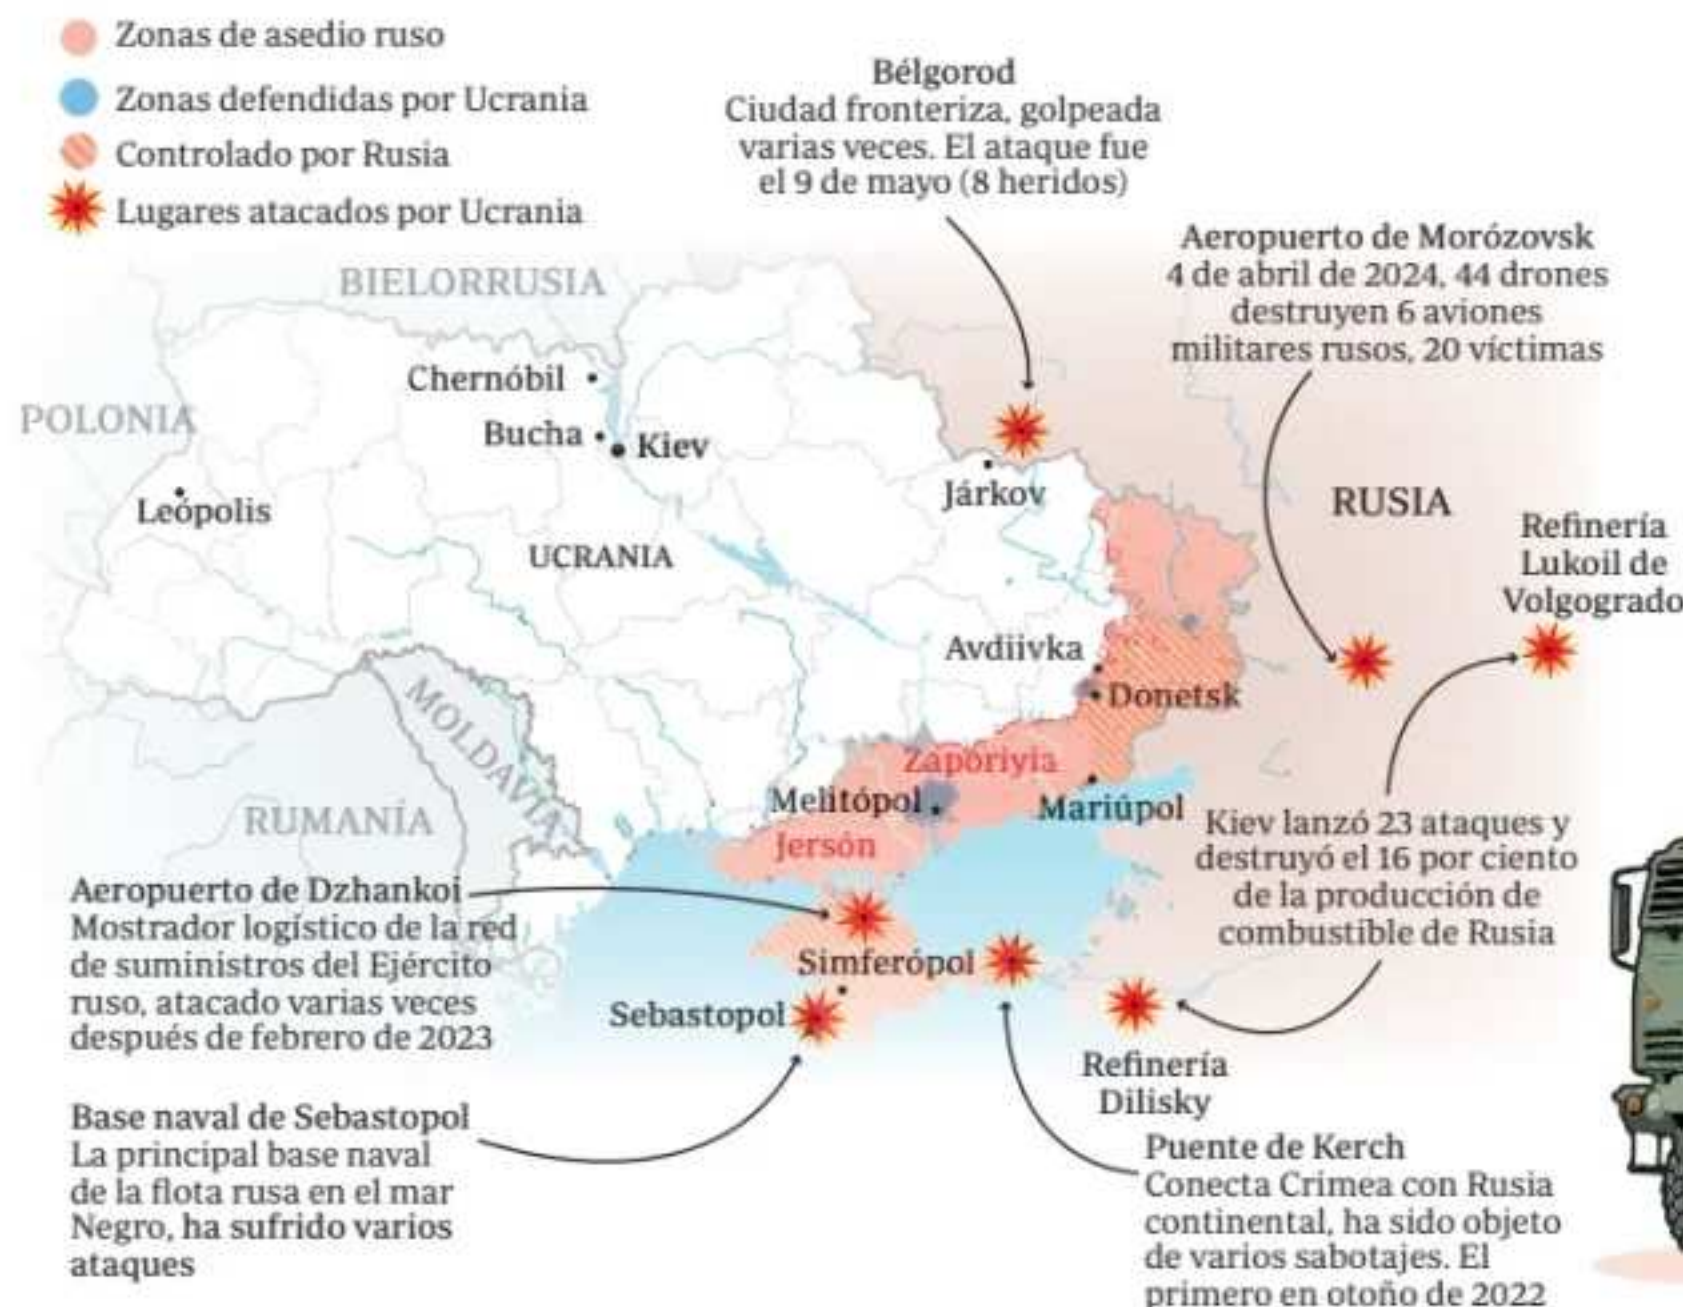 Zonas de asedio ruso
Zonas defendidas por Ucrania
Controlado por Rusia
Lugares atacados por Ucrania
Bélgorod
Ciudad fronteriza, golpeada
varias veces. El ataque fue
el 9 de mayo (8 heridos)
Aeropuerto de Morózovsk
4 de abril de 2024, 44 drones
destruyen 6 aviones
militares rusos, 20 víctimas
BIELORRUSIA
POLONIA
Chernóbil
Bucha
Kiev
Leópolis
UCRANIA
Járkov
RUSIA
Refinería
Lukoil de
Volgogrado
Avdiivka
Donetsk
MOLDAVIA
RUMANÍA
Zaporiyia
Melitópol
Mariúpol
Jersón
Kiev lanzó 23 ataques y
destruyó el 16 por ciento
de la producción de
combustible de Rusia
Aeropuerto de Dzhankoi
Mostrador logístico de la red
de suministros del Ejército
ruso, atacado varias veces
después de febrero de 2023
Simferópol
Sebastopol
Refinería
Dilisky
Base naval de Sebastopol
La principal base naval
de la flota rusa en el mar
Negro, ha sufrido varios
ataques
Puente de Kerch
Conecta Crimea con Rusia
continental, ha sido objeto
de varios sabotajes. El
primero en otoño de 2022